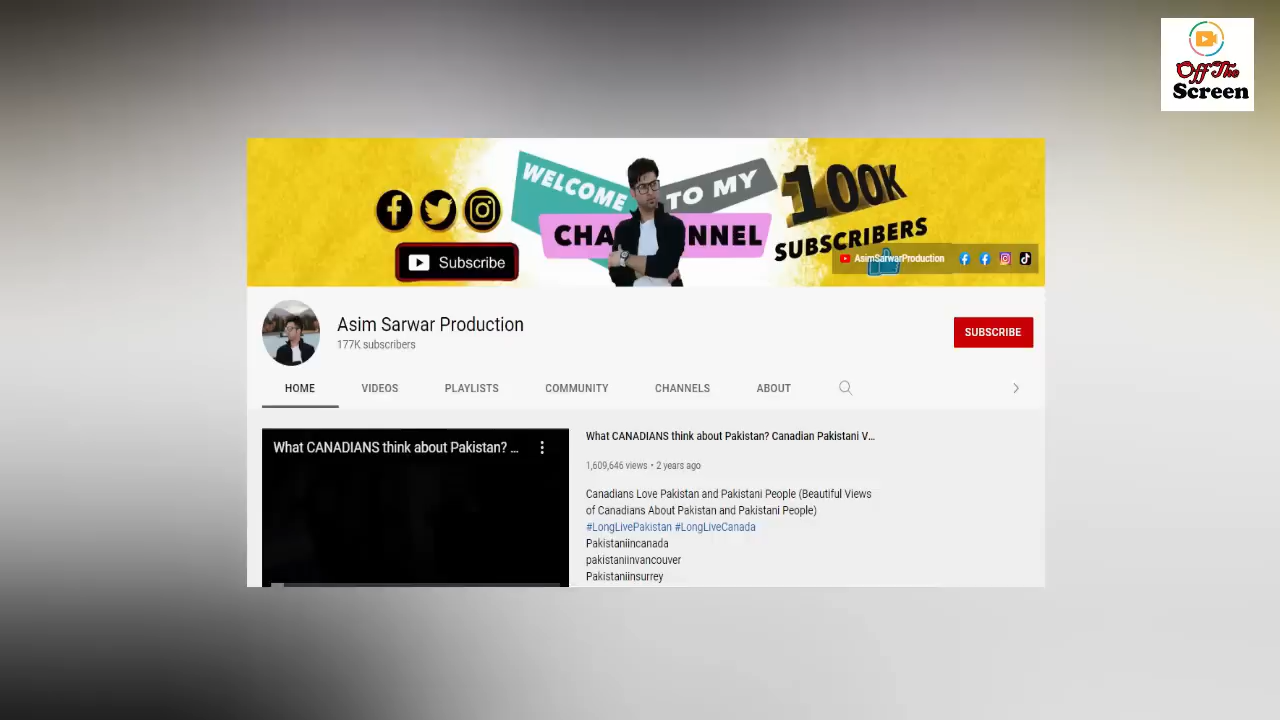 Off The
Screen
WELCOME
TO MY
CHANNEL
100K
SUBSCRIBERS
Subscribe
AsimSarwarProduction
Asim Sarwar Production
177K subscribers
SUBSCRIBE
HOME VIDEOS PLAYLISTS COMMUNITY CHANNELS ABOUT
What CANADIANS think about Pakistan? ...
What CANADIANS think about Pakistan? Canadian Pakistani V...
1,609,646 views • 2 years ago
Canadians Love Pakistan and Pakistani People (Beautiful Views
of Canadians About Pakistan and Pakistani People)
#LongLivePakistan #LongLiveCanada
Pakistaniincanada
pakistaniinvancouver
Pakistaniinsurrey